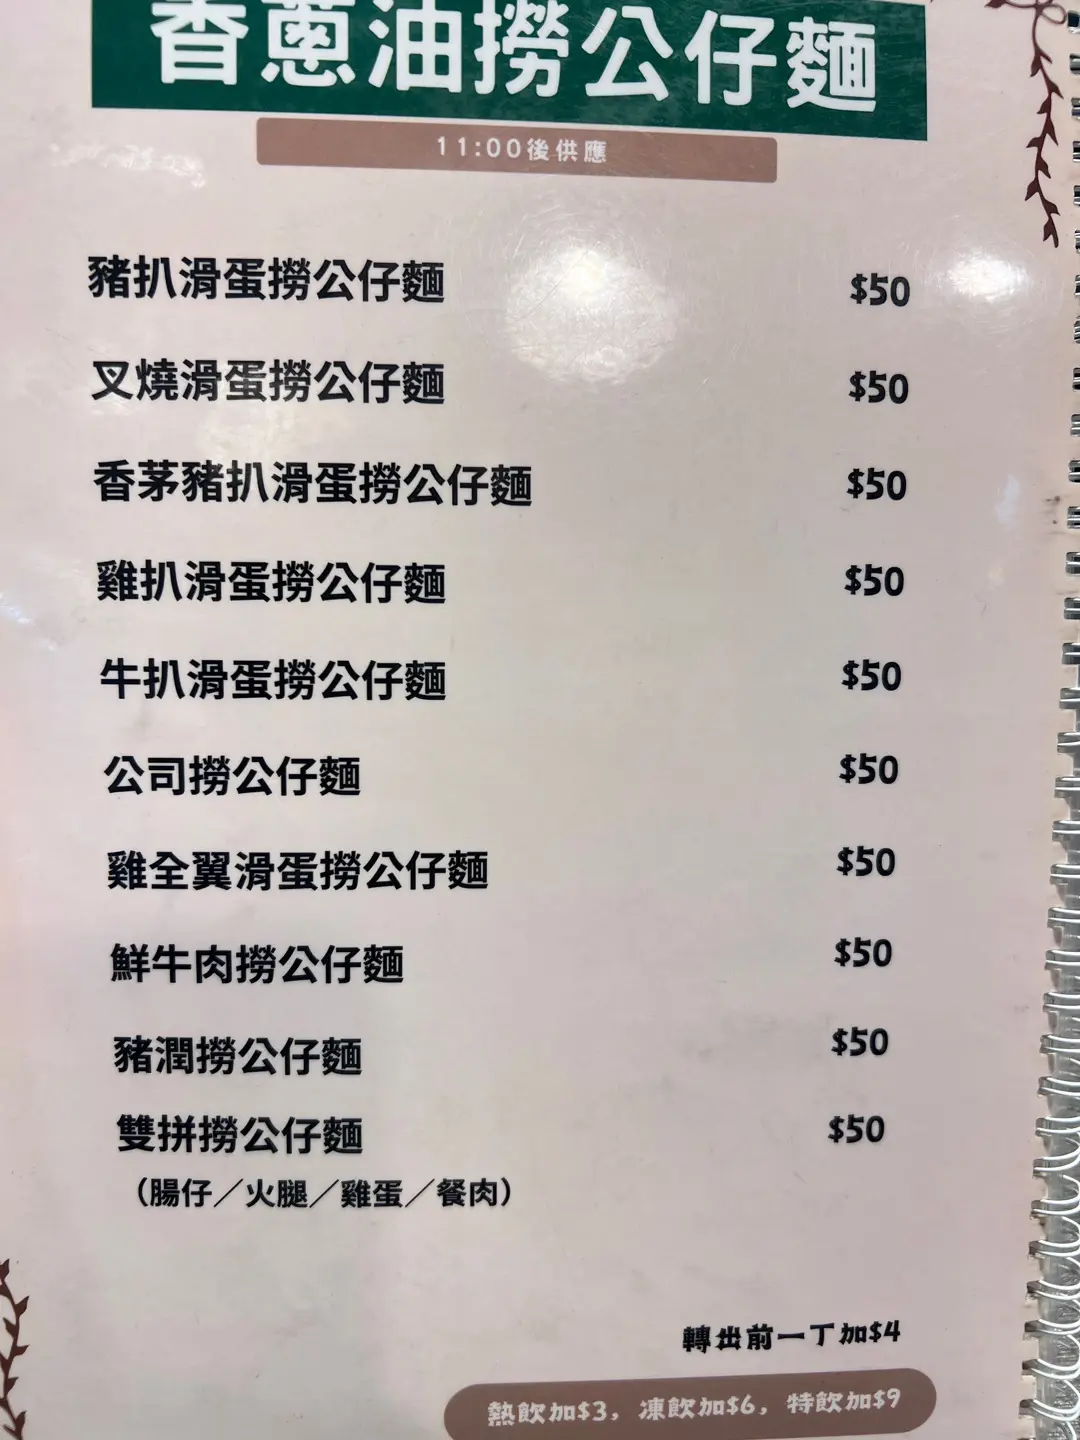 香蔥油撈公仔麵
11:00後供應
豬扒滑蛋撈公仔麵 $50
叉燒滑蛋撈公仔麵 $50
香茅豬扒滑蛋撈公仔麵 $50
雞扒滑蛋撈公仔麵 $50
牛扒滑蛋撈公仔麵 $50
公司撈公仔麵 $50
雞全翼滑蛋撈公仔麵 $50
鮮牛肉撈公仔麵 $50
豬潤撈公仔麵 $50
雙拼撈公仔麵 $50
（腸仔／火腿／雞蛋／餐肉）
轉出前一丁加$4
熱飲加$3，凍飲加$6，特飲加$9